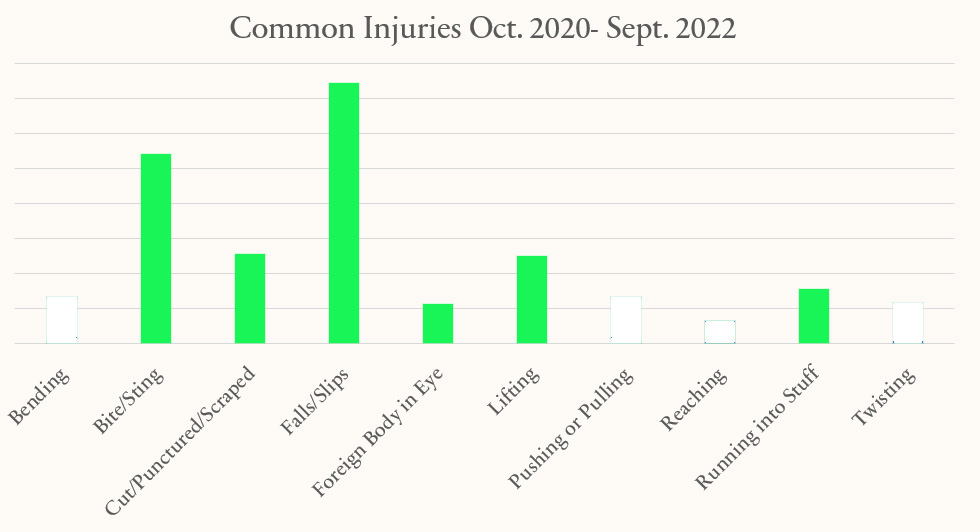 Common Injuries Oct. 2020- Sept. 2022
Bending
Bite/Sting
Cut/Punctured/Scraped
Falls/Slips
Foreign Body in Eye
Lifting
Pushing or Pulling
Reaching
Running into Stuff
Twisting